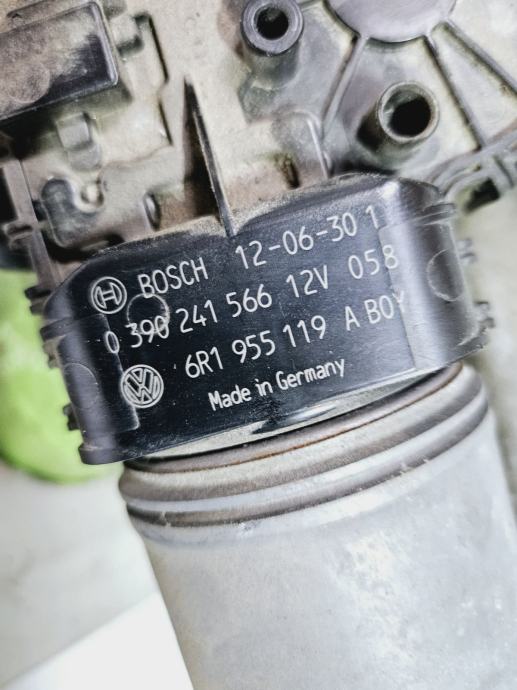 BOSCH 12-06-30 1
0 390 241 566 12V 058
6R1 955 119 A BOY
Made in Germany